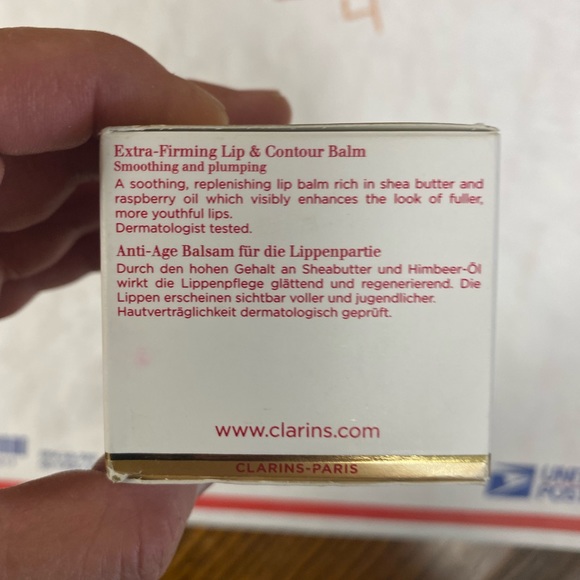 4
Extra-Firming Lip & Contour Balm
Smoothing and plumping
A soothing, replenishing lip balm rich in shea butter and
raspberry oil which visibly enhances the look of fuller,
more youthful lips.
Dermatologist tested.
Anti-Age Balsam für die Lippenpartie
Durch den hohen Gehalt an Sheabutter und Himbeer-Öl
wirkt die Lippenpflege glättend und regenerierend. Die
Lippen erscheinen sichtbar voller und jugendlicher.
Hautverträglichkeit dermatologisch geprüft.
www.clarins.com
CLARINS-PARIS